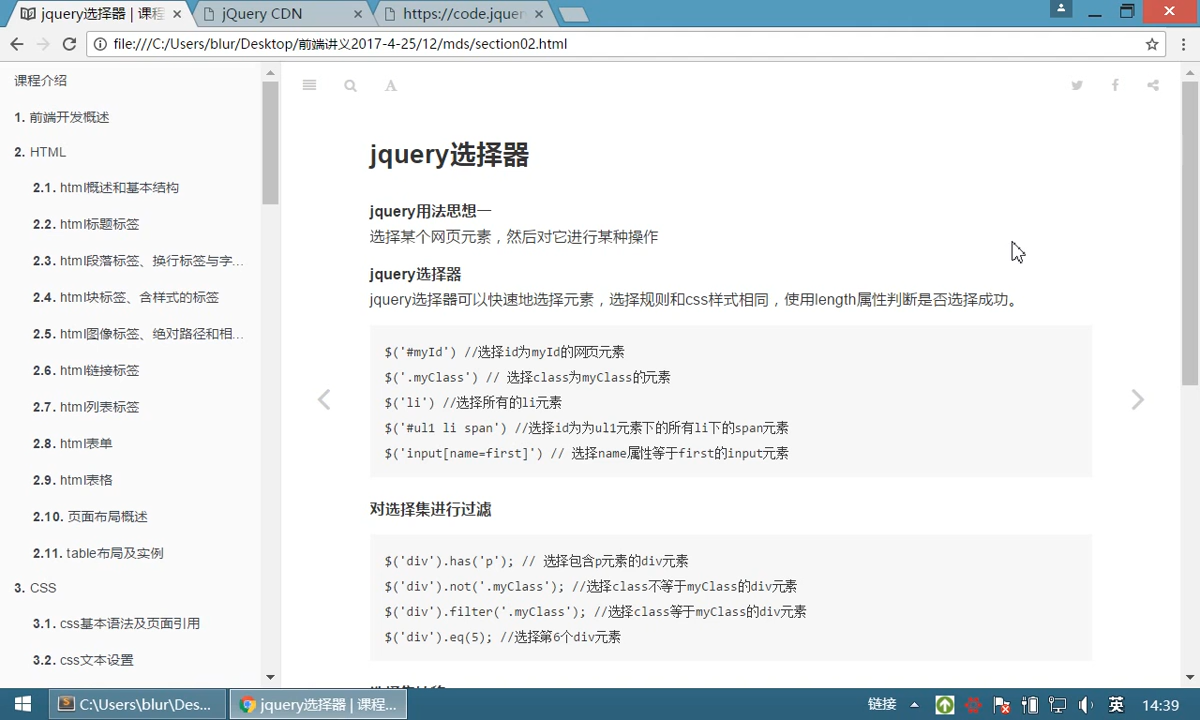 jquery选择器 | 课程
jQuery CDN
https://code.jquer
file:///C:/Users/blur/Desktop/前端讲义2017-4-25/12/mds/section02.html
课程介绍
1. 前端开发概述
2. HTML
2.1. html概述和基本结构
2.2. html标题标签
2.3. html段落标签、换行标签与字...
2.4. html块标签、含样式的标签
2.5. html图像标签、绝对路径和相...
2.6. html链接标签
2.7. html列表标签
2.8. html表单
2.9. html表格
2.10. 页面布局概述
2.11. table布局及实例
3. CSS
3.1. css基本语法及页面引用
3.2. css文本设置
A
jquery选择器
jquery用法思想一
选择某个网页元素，然后对它进行某种操作
jquery选择器
jquery选择器可以快速地选择元素，选择规则和css样式相同，使用length属性判断是否选择成功。
$('#myId') //选择id为myId的网页元素
$('.myClass') // 选择class为myClass的元素
$('li') //选择所有的li元素
$('#ul1 li span') //选择id为为ul1元素下的所有li下的span元素
$('input[name=first]') // 选择name属性等于first的input元素
对选择集进行过滤
$('div').has('p'); // 选择包含p元素的div元素
$('div').not('.myClass'); //选择class不等于myClass的div元素
$('div').filter('.myClass'); //选择class等于myClass的div元素
$('div').eq(5); //选择第6个div元素
C:\Users\blur\Des...
jquery选择器 | 课程...
链接
英
14:39